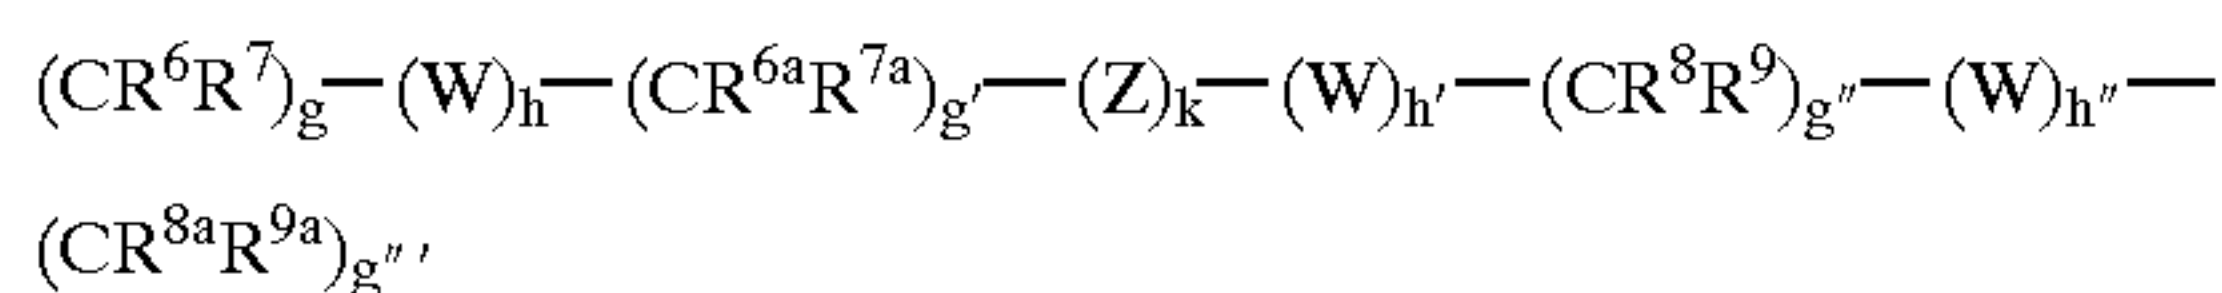 (CR⁶R⁷)g—(W)h—(CR⁶ᵃR⁷ᵃ)g′—(Z)k—(W)h′—(CR⁸R⁹)g″—(W)h″—
(CR⁸ᵃR⁹ᵃ)g″ ′